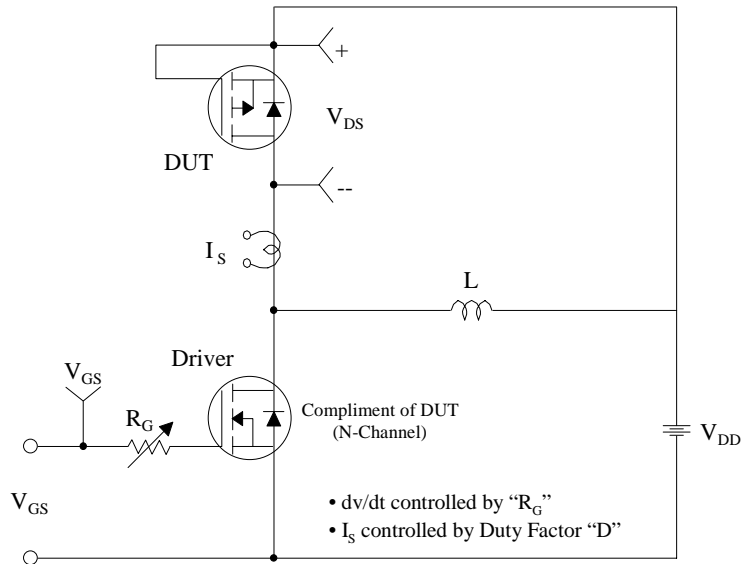 +
V_DS
DUT
--
I_S
L
Driver
V_GS
R_G
Compliment of DUT
(N-Channel)
V_DD
V_GS
• dv/dt controlled by “R_G”
• I_S controlled by Duty Factor “D”